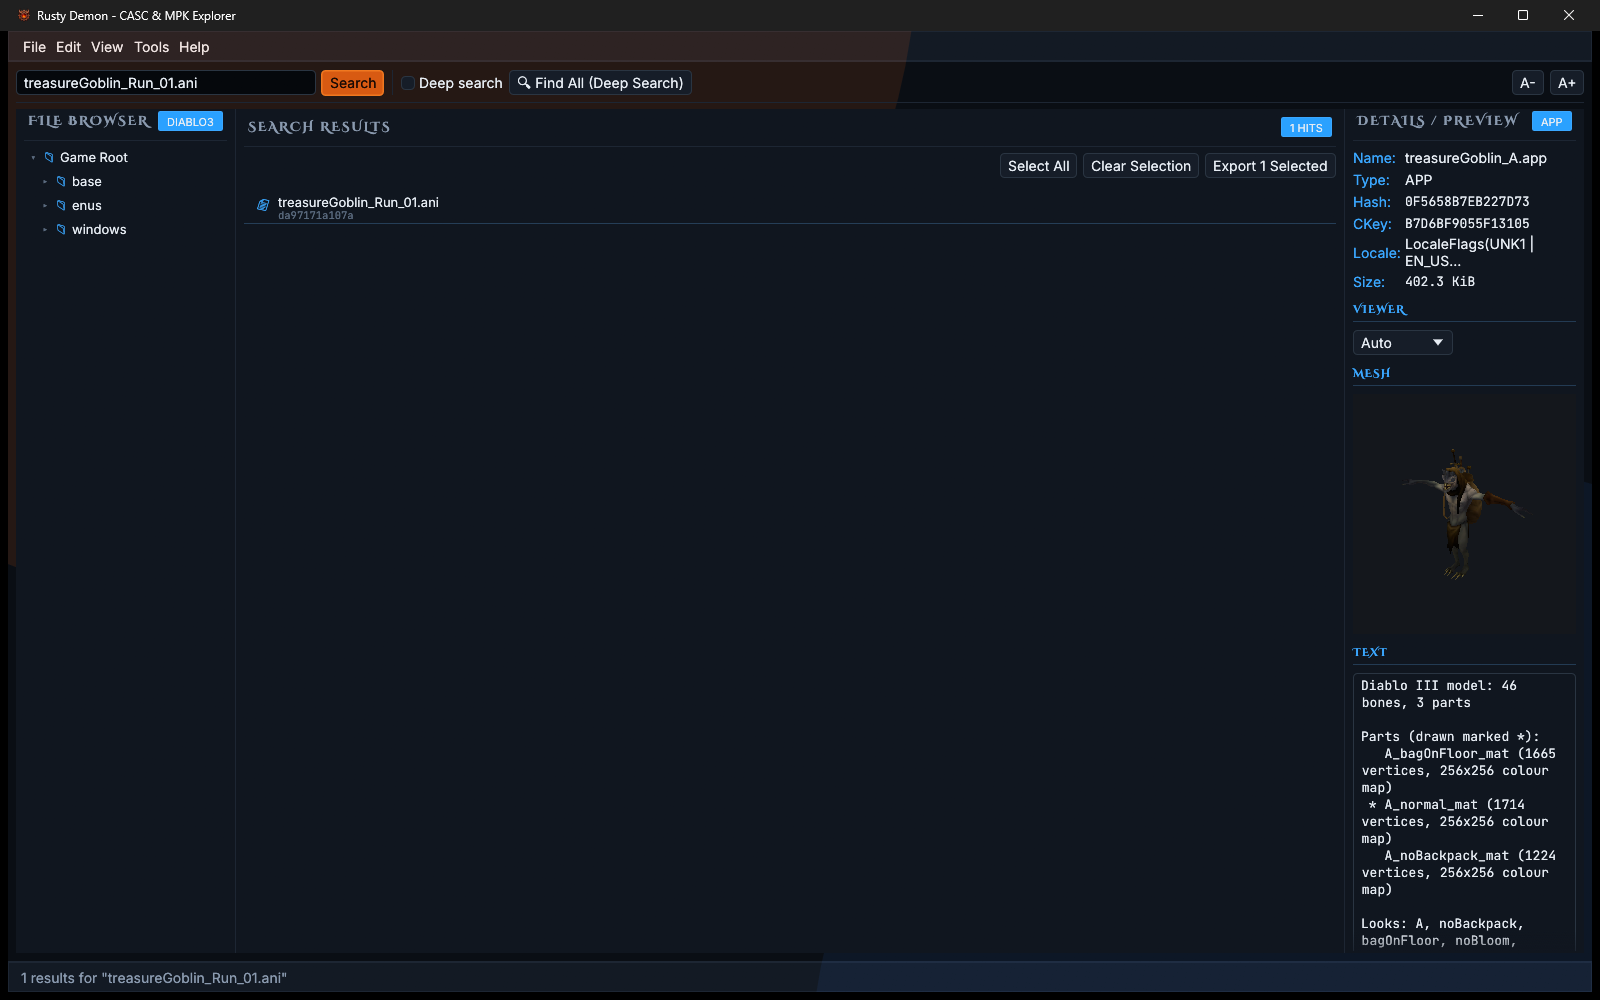 Rusty Demon - CASC & MPK Explorer
File Edit View Tools Help
treasureGoblin_Run_01.ani Search Deep search Find All (Deep Search) A- A+
FILE BROWSER DIABLO3
Game Root
base
enus
windows
SEARCH RESULTS 1 HITS
Select All Clear Selection Export 1 Selected
treasureGoblin_Run_01.ani
da97171a107a
DETAILS / PREVIEW APP
Name: treasureGoblin_A.app
Type: APP
Hash: 0F5658B7EB227D73
CKey: B7D6BF9055F13105
Locale: LocaleFlags(UNK1 |
EN_US...
Size: 402.3 KiB
VIEWER
Auto
MESH
TEXT
Diablo III model: 46
bones, 3 parts
Parts (drawn marked *):
A_bagOnFloor_mat (1665
vertices, 256x256 colour
map)
* A_normal_mat (1714
vertices, 256x256 colour
map)
A_noBackpack_mat (1224
vertices, 256x256 colour
map)
Looks: A, noBackpack,
bagOnFloor, noBloom,
1 results for "treasureGoblin_Run_01.ani"